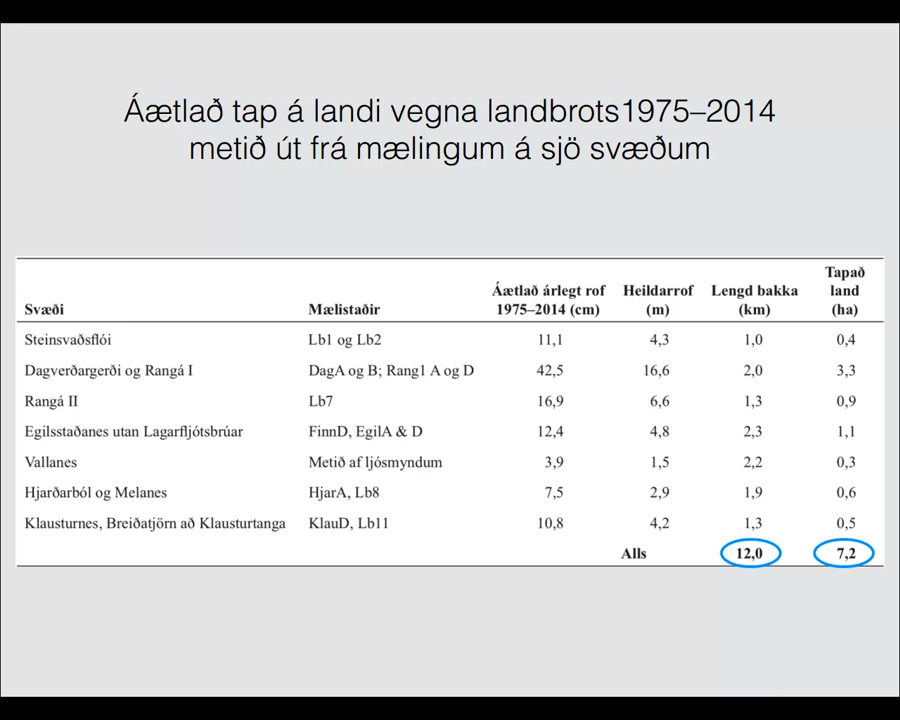 Áætlað tap á landi vegna landbrots1975–2014
metið út frá mælingum á sjö svæðum
Svæði Mælistaðir Áætlað árlegt rof 1975–2014 (cm) Heildarrof (m) Lengd bakka (km) Tapað land (ha)
Steinsvaðsflói Lb1 og Lb2 11,1 4,3 1,0 0,4
Dagverðargerði og Rangá I DagA og B; Rang1 A og D 42,5 16,6 2,0 3,3
Rangá II Lb7 16,9 6,6 1,3 0,9
Egilsstaðanes utan Lagarfljótsbrúar FinnD, EgilA & D 12,4 4,8 2,3 1,1
Vallanes Metið af ljósmyndum 3,9 1,5 2,2 0,3
Hjarðarból og Melanes HjarA, Lb8 7,5 2,9 1,9 0,6
Klausturnes, Breiðatjörn að Klausturtanga KlauD, Lb11 10,8 4,2 1,3 0,5
Alls 12,0 7,2